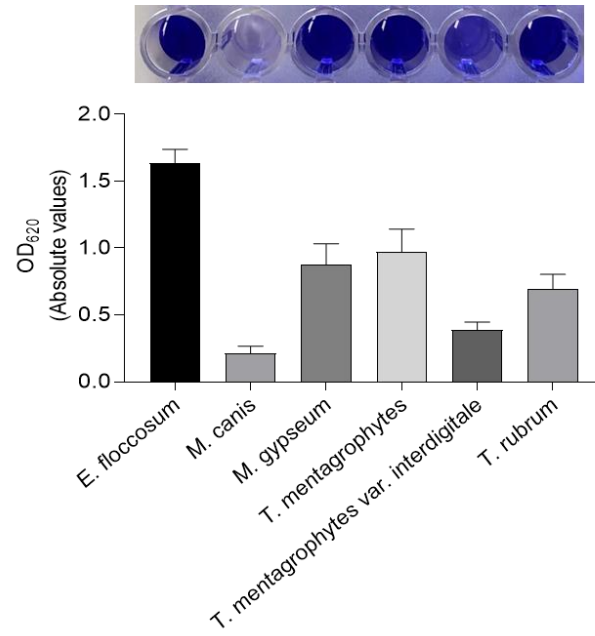 2.0
1.5
1.0
0.5
0.0
OD620
(Absolute values)
E. floccosum
M. canis
M. gypseum
T. mentagrophytes
T. mentagrophytes var. interdigitale
T. rubrum